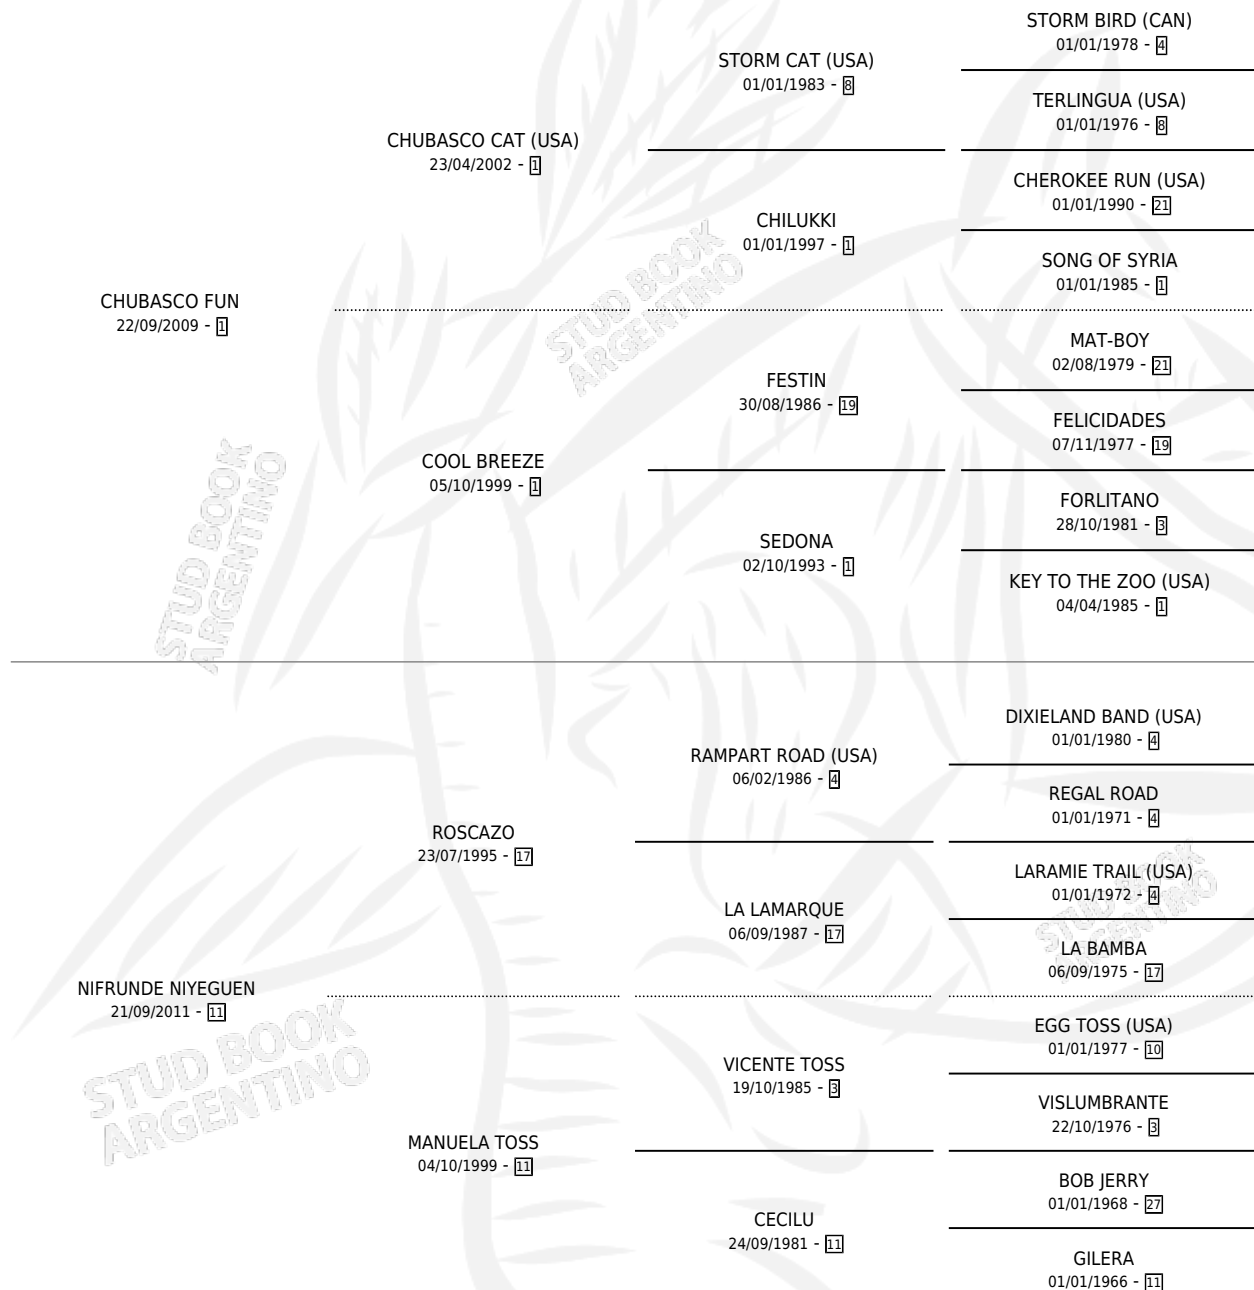 STORM BIRD (CAN)
01/01/1978 - 4
STORM CAT (USA)
01/01/1983 - 8
TERLINGUA (USA)
01/01/1976 - 8
CHUBASCO CAT (USA)
23/04/2002 - 1
CHEROKEE RUN (USA)
01/01/1990 - 21
CHILUKKI
01/01/1997 - 1
SONG OF SYRIA
01/01/1985 - 1
CHUBASCO FUN
22/09/2009 - 1
STUD BOOK
ARGENTINO
MAT-BOY
02/08/1979 - 21
FESTIN
30/08/1986 - 19
FELICIDADES
07/11/1977 - 19
COOL BREEZE
05/10/1999 - 1
FORLITANO
28/10/1981 - 3
SEDONA
02/10/1993 - 1
KEY TO THE ZOO (USA)
04/04/1985 - 1
STUD BOOK
ARGENTINO
DIXIELAND BAND (USA)
01/01/1980 - 4
RAMPART ROAD (USA)
06/02/1986 - 4
REGAL ROAD
01/01/1971 - 4
ROSCAZO
23/07/1995 - 17
LARAMIE TRAIL (USA)
01/01/1972 - 4
LA LAMARQUE
06/09/1987 - 17
LA BAMBA
06/09/1975 - 17
STUD BOOK
ARGENTINO
NIFRUNDE NIYEGUEN
21/09/2011 - 11
STUD BOOK
ARGENTINO
EGG TOSS (USA)
01/01/1977 - 10
VICENTE TOSS
19/10/1985 - 3
VISLUMBRANTE
22/10/1976 - 3
MANUELA TOSS
04/10/1999 - 11
BOB JERRY
01/01/1968 - 27
CECILU
24/09/1981 - 11
GILERA
01/01/1966 - 11